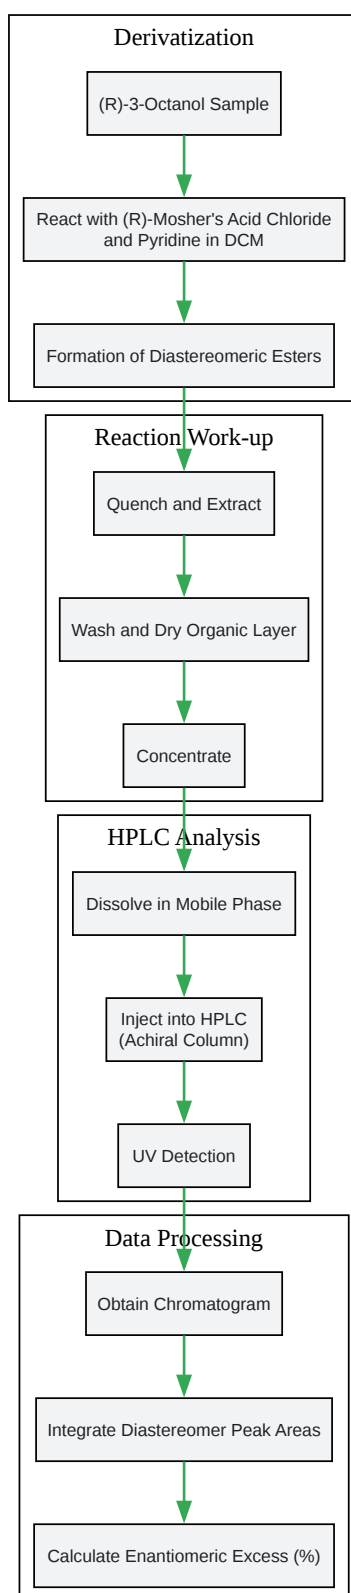 Derivatization
(R)-3-Octanol Sample
React with (R)-Mosher's Acid Chloride
and Pyridine in DCM
Formation of Diastereomeric Esters
Reaction Work-up
Quench and Extract
Wash and Dry Organic Layer
Concentrate
HPLC Analysis
Dissolve in Mobile Phase
Inject into HPLC
(Achiral Column)
UV Detection
Data Processing
Obtain Chromatogram
Integrate Diastereomer Peak Areas
Calculate Enantiomeric Excess (%)